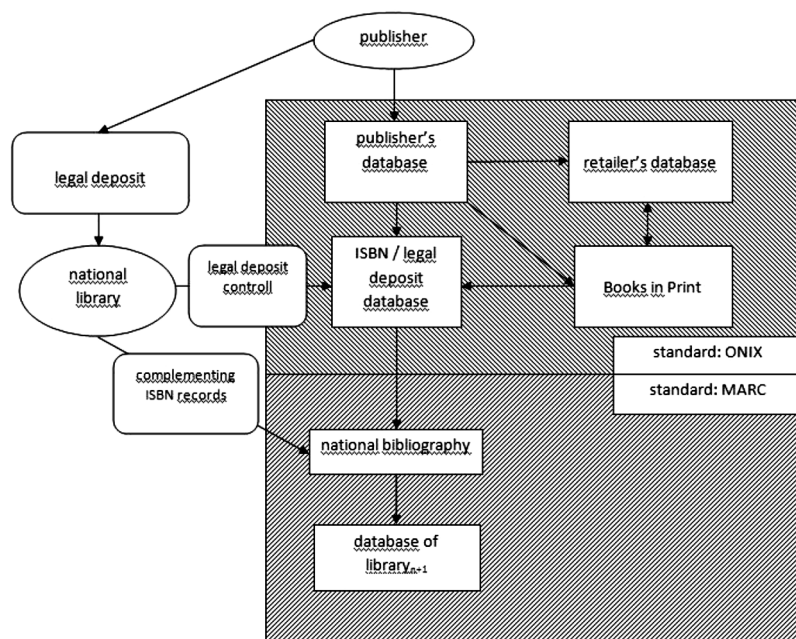 publisher
publisher's
database
retailer's database
legal deposit
national
library
legal deposit
controll
ISBN / legal
deposit
database
Books in Print
standard: ONIX
standard: MARC
complementing
ISBN records
national bibliography
database of
library n+1